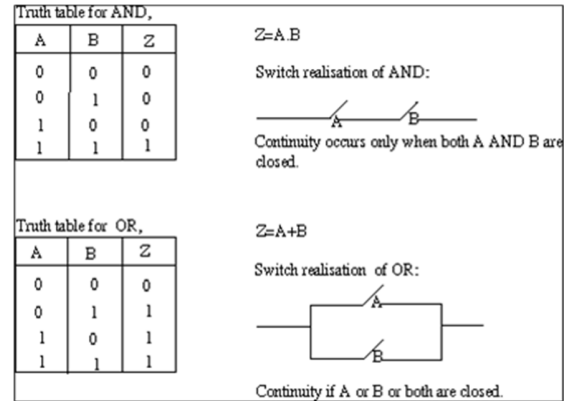 Truth table for AND,
A B Z
0 0 0
0 1 0
1 0 0
1 1 1
Z=A.B
Switch realisation of AND:
A B
Continuity occurs only when both A AND B are
closed.
Truth table for OR,
A B Z
0 0 0
0 1 1
1 0 1
1 1 1
Z=A+B
Switch realisation of OR:
A
B
Continuity if A or B or both are closed.